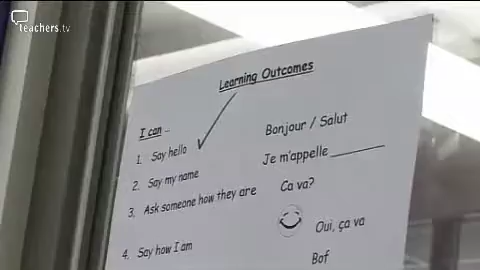 teachers.tv
Learning Outcomes
I can –
1. Say hello Bonjour / Salut
2. Say my name Je m'appelle ________
3. Ask someone how they are Ca va?
4. Say how I am Oui, ça va
Bof